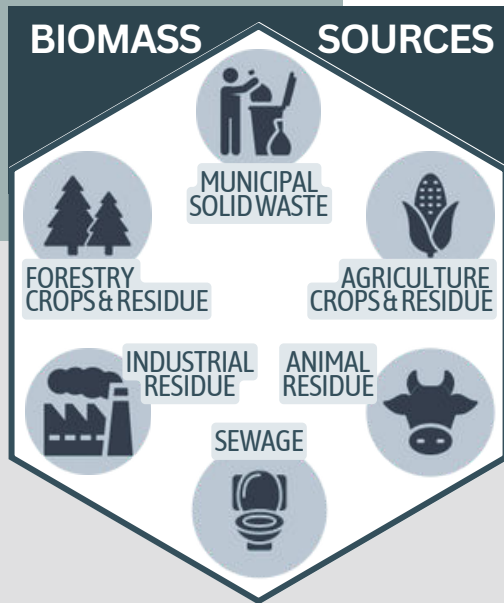 BIOMASS SOURCES
MUNICIPAL
SOLID WASTE
FORESTRY
CROPS & RESIDUE
AGRICULTURE
CROPS & RESIDUE
INDUSTRIAL
RESIDUE
ANIMAL
RESIDUE
SEWAGE